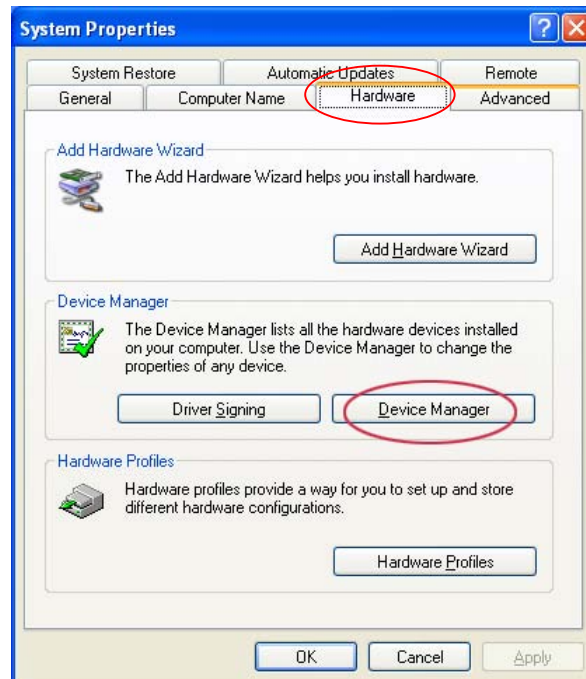 System Properties
System Restore Automatic Updates Remote
General Computer Name Hardware Advanced
Add Hardware Wizard
The Add Hardware Wizard helps you install hardware.
Add Hardware Wizard
Device Manager
The Device Manager lists all the hardware devices installed
on your computer. Use the Device Manager to change the
properties of any device.
Driver Signing Device Manager
Hardware Profiles
Hardware profiles provide a way for you to set up and store
different hardware configurations.
Hardware Profiles
OK Cancel Apply